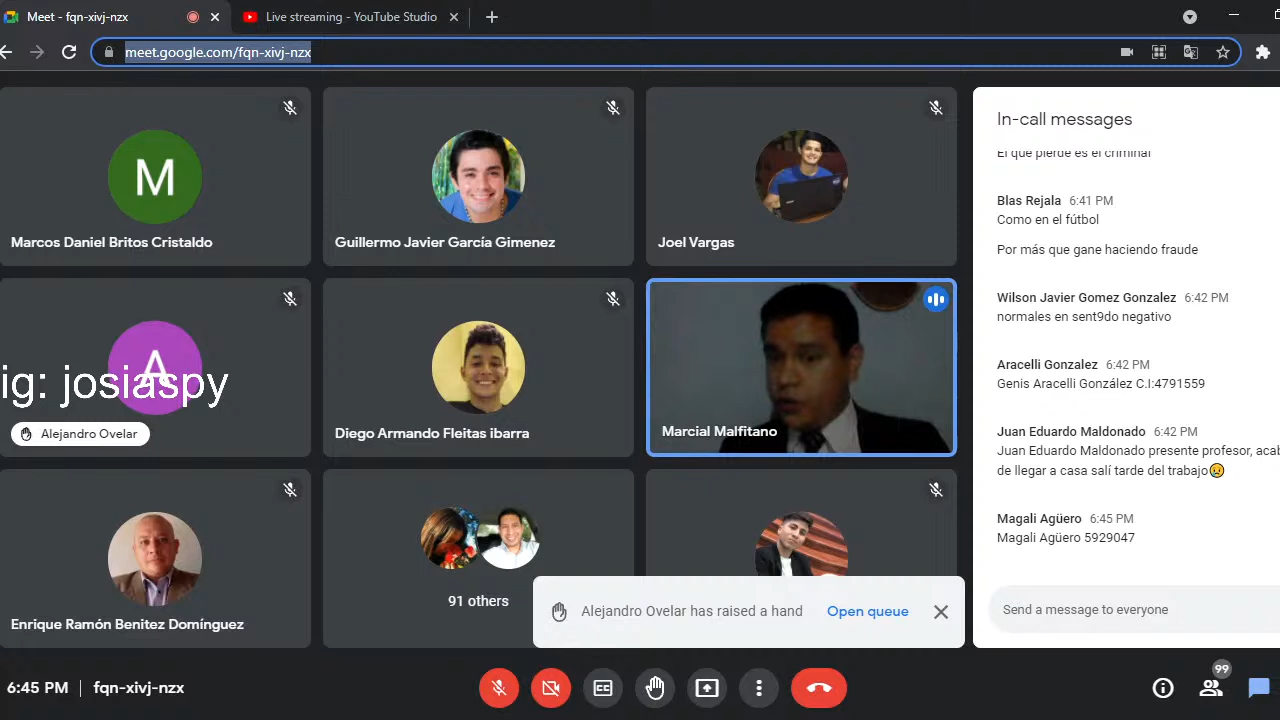 Meet - fqn-xivj-nzx
Live streaming - YouTube Studio
meet.google.com/fqn-xivj-nzx
M
Marcos Daniel Britos Cristaldo
Guillermo Javier García Gimenez
Joel Vargas
A
ig: josiaspy
Alejandro Ovelar
Diego Armando Fleitas ibarra
Marcial Malfitano
Enrique Ramón Benitez Domínguez
91 others
Alejandro Ovelar has raised a hand
Open queue
In-call messages
El que pierde es el criminal
Blas Rejala 6:41 PM
Como en el fútbol
Por más que gane haciendo fraude
Wilson Javier Gomez Gonzalez 6:42 PM
normales en sent9do negativo
Aracelli Gonzalez 6:42 PM
Genis Aracelli González C.I:4791559
Juan Eduardo Maldonado 6:42 PM
Juan Eduardo Maldonado presente profesor, acab
de llegar a casa salí tarde del trabajo😢
Magali Agüero 6:45 PM
Magali Agüero 5929047
Send a message to everyone
6:45 PM
fqn-xivj-nzx
CC
99